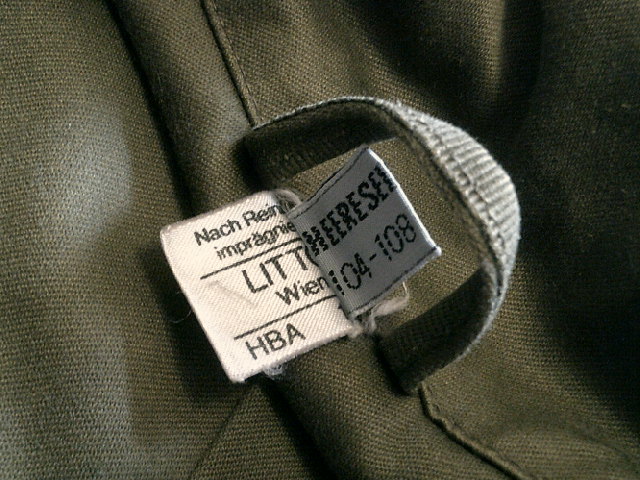 Nach Rein
imprägnie
LITT
Wien
HBA
HEERESEI
104-108